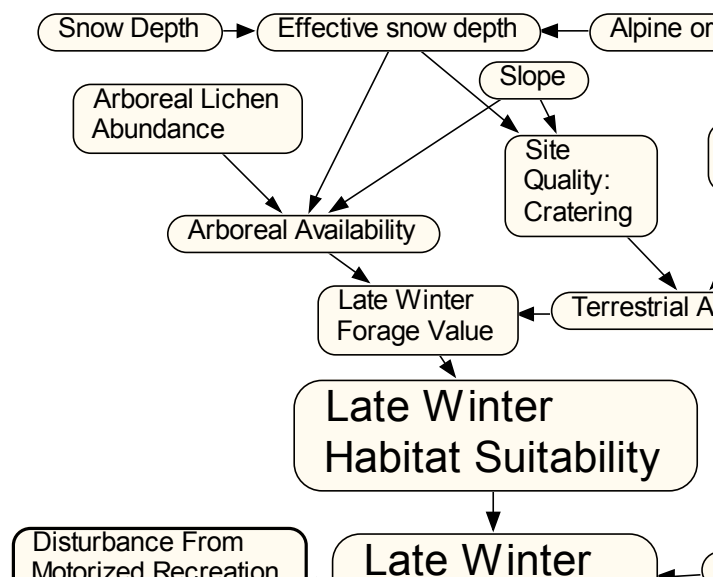 Snow Depth
Effective snow depth
Alpine or
Slope
Arboreal Lichen
Abundance
Site
Quality:
Cratering
Arboreal Availability
Late Winter
Forage Value
Terrestrial A
Late Winter
Habitat Suitability
Disturbance From
Motorized Recreation
Late Winter